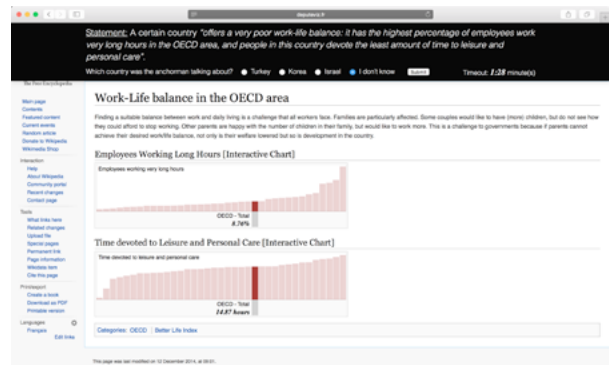 Statement: A certain country "offers a very poor work-life balance: it has the highest percentage of employees work
very long hours in the OECD area, and people in this country devote the least amount of time to leisure and
personal care".
Which country was the anchorman talking about? Turkey Korea Israel I don't know Submit Timeout: 1:28 minute(s)
The Free Encyclopedia
Main page
Contents
Featured content
Current events
Random article
Donate to Wikipedia
Wikimedia Shop
Interaction
Help
About Wikipedia
Community portal
Recent changes
Contact page
Tools
What links here
Related changes
Upload file
Special pages
Permanent link
Page information
Wikidata item
Cite this page
Print/export
Create a book
Download as PDF
Printable version
Languages
Français
Edit links
Work-Life balance in the OECD area
Finding a suitable balance between work and daily living is a challenge that all workers face. Families are particularly affected. Some couples would like to have (more) children, but do not see how
they could afford to stop working. Other parents are happy with the number of children in their family, but would like to work more. This is a challenge to governments because if parents cannot
achieve their desired work/life balance, not only is their welfare lowered but so is development in the country.
Employees Working Long Hours [Interactive Chart]
Employees working very long hours
OECD - Total
8.76%
Time devoted to Leisure and Personal Care [Interactive Chart]
Time devoted to leisure and personal care
OECD - Total
14.87 hours
Categories: OECD | Better Life Index
This page was last modified on 12 December 2014, at 09:01.